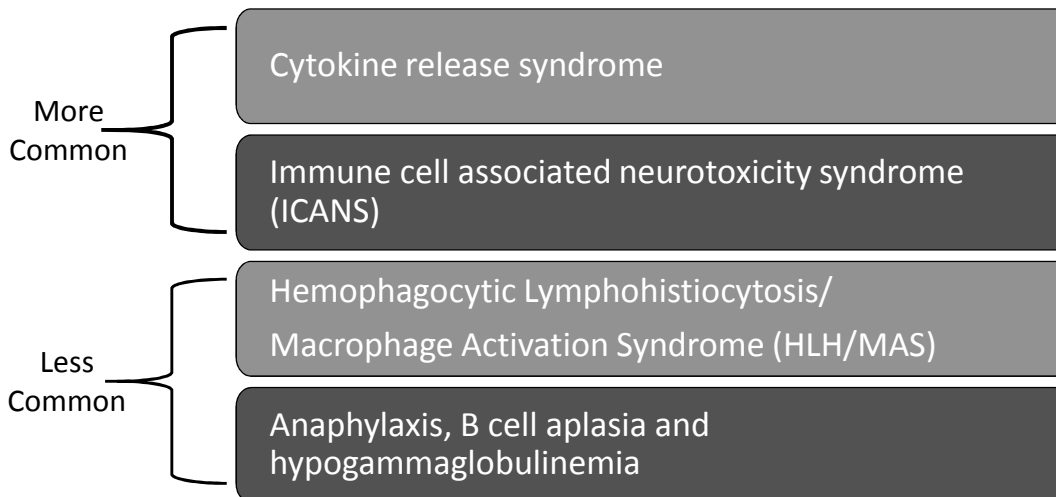 More
Common
Cytokine release syndrome
Immune cell associated neurotoxicity syndrome
(ICANS)
Less
Common
Hemophagocytic Lymphohistiocytosis/
Macrophage Activation Syndrome (HLH/MAS)
Anaphylaxis, B cell aplasia and
hypogammaglobulinemia